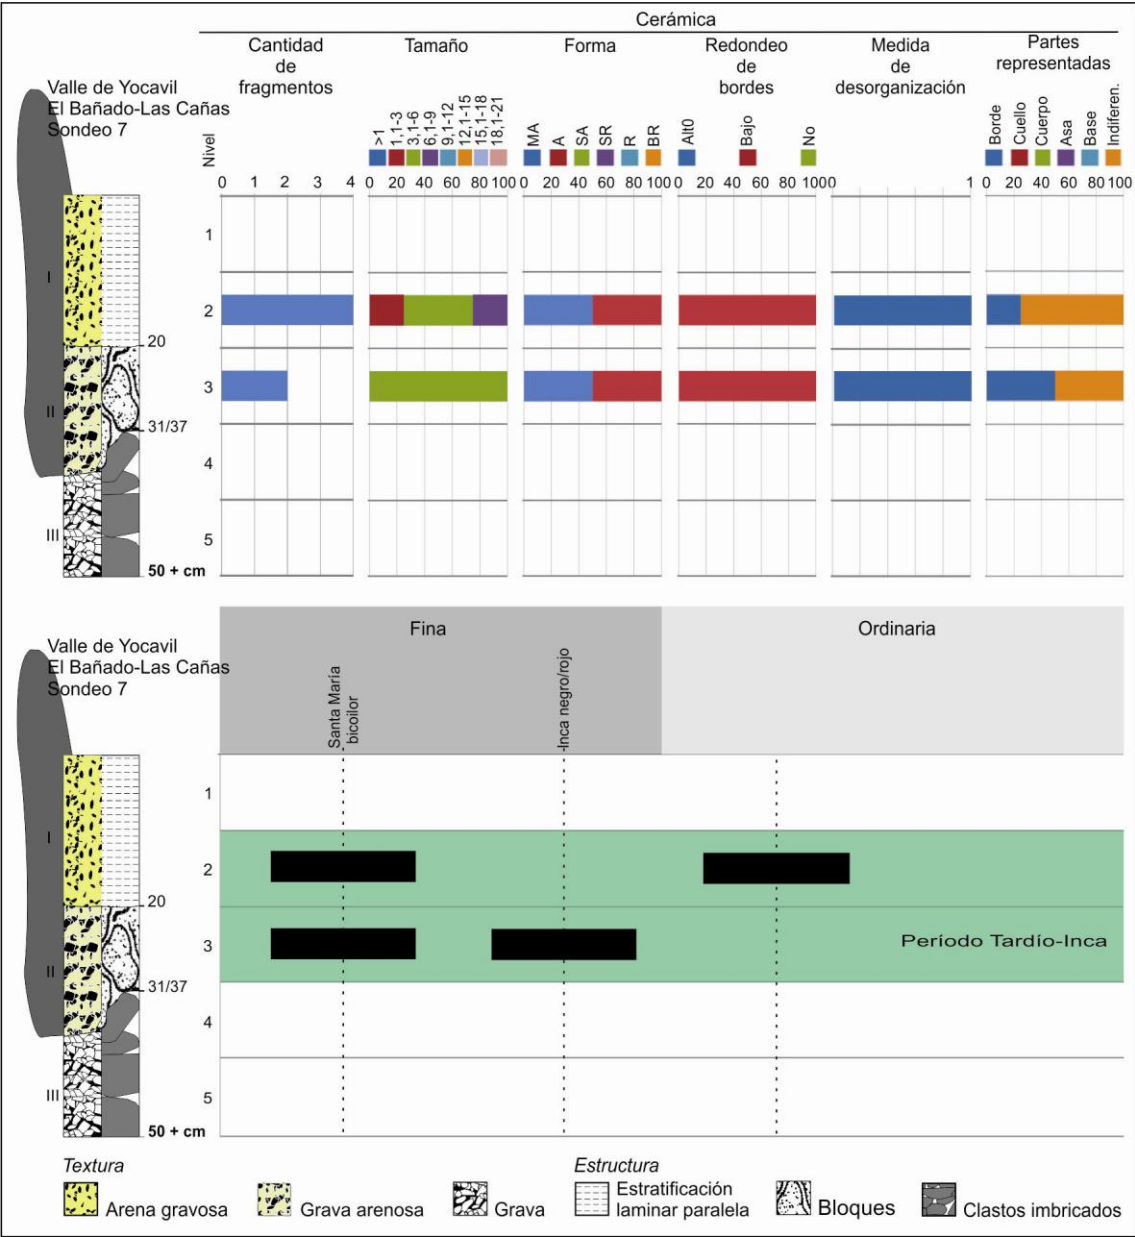 Cerámica
Cantidad
de
fragmentos
Tamaño
Forma
Redondeo
de
bordes
Medida
de
desorganización
Partes
representadas
Valle de Yocavil
El Bañado-Las Cañas
Sondeo 7
Nivel
>1
1,1-3
3,1-6
6,1-9
9,1-12
12,1-15
15,1-18
18,1-21
MA
A
SA
SR
R
BR
Alt0
Bajo
No
Borde
Cuello
Cuerpo
Asa
Base
Indiferen.
0 1 2 3 4
0 20 40 60 80 100
0 20 40 60 80 100
0 20 40 60 80 100
0 1
0 20 40 60 80 100
1
I
2
20
3
II
31/37
4
III
5
50 + cm
Fina
Ordinaria
Valle de Yocavil
El Bañado-Las Cañas
Sondeo 7
Santa María
bicoilor
Inca negro/rojo
1
I
2
20
3
Período Tardío-Inca
II
31/37
4
III
5
50 + cm
Textura
Estructura
Arena gravosa
Grava arenosa
Grava
Estratificación
laminar paralela
Bloques
Clastos imbricados